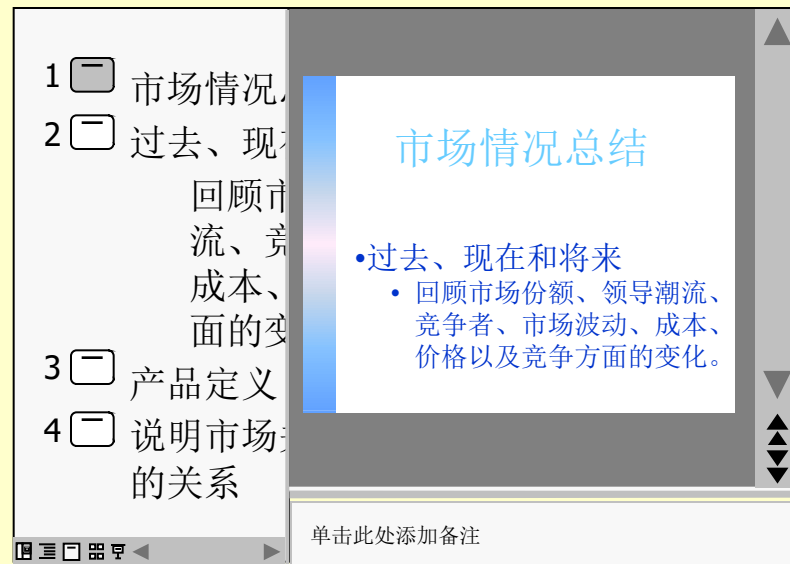 1 市场情况
2 过去、现
回顾市
流、竞
成本、
面的变
3 产品定义
4 说明市场
的关系
市场情况总结
•过去、现在和将来
• 回顾市场份额、领导潮流、
竞争者、市场波动、成本、
价格以及竞争方面的变化。
单击此处添加备注